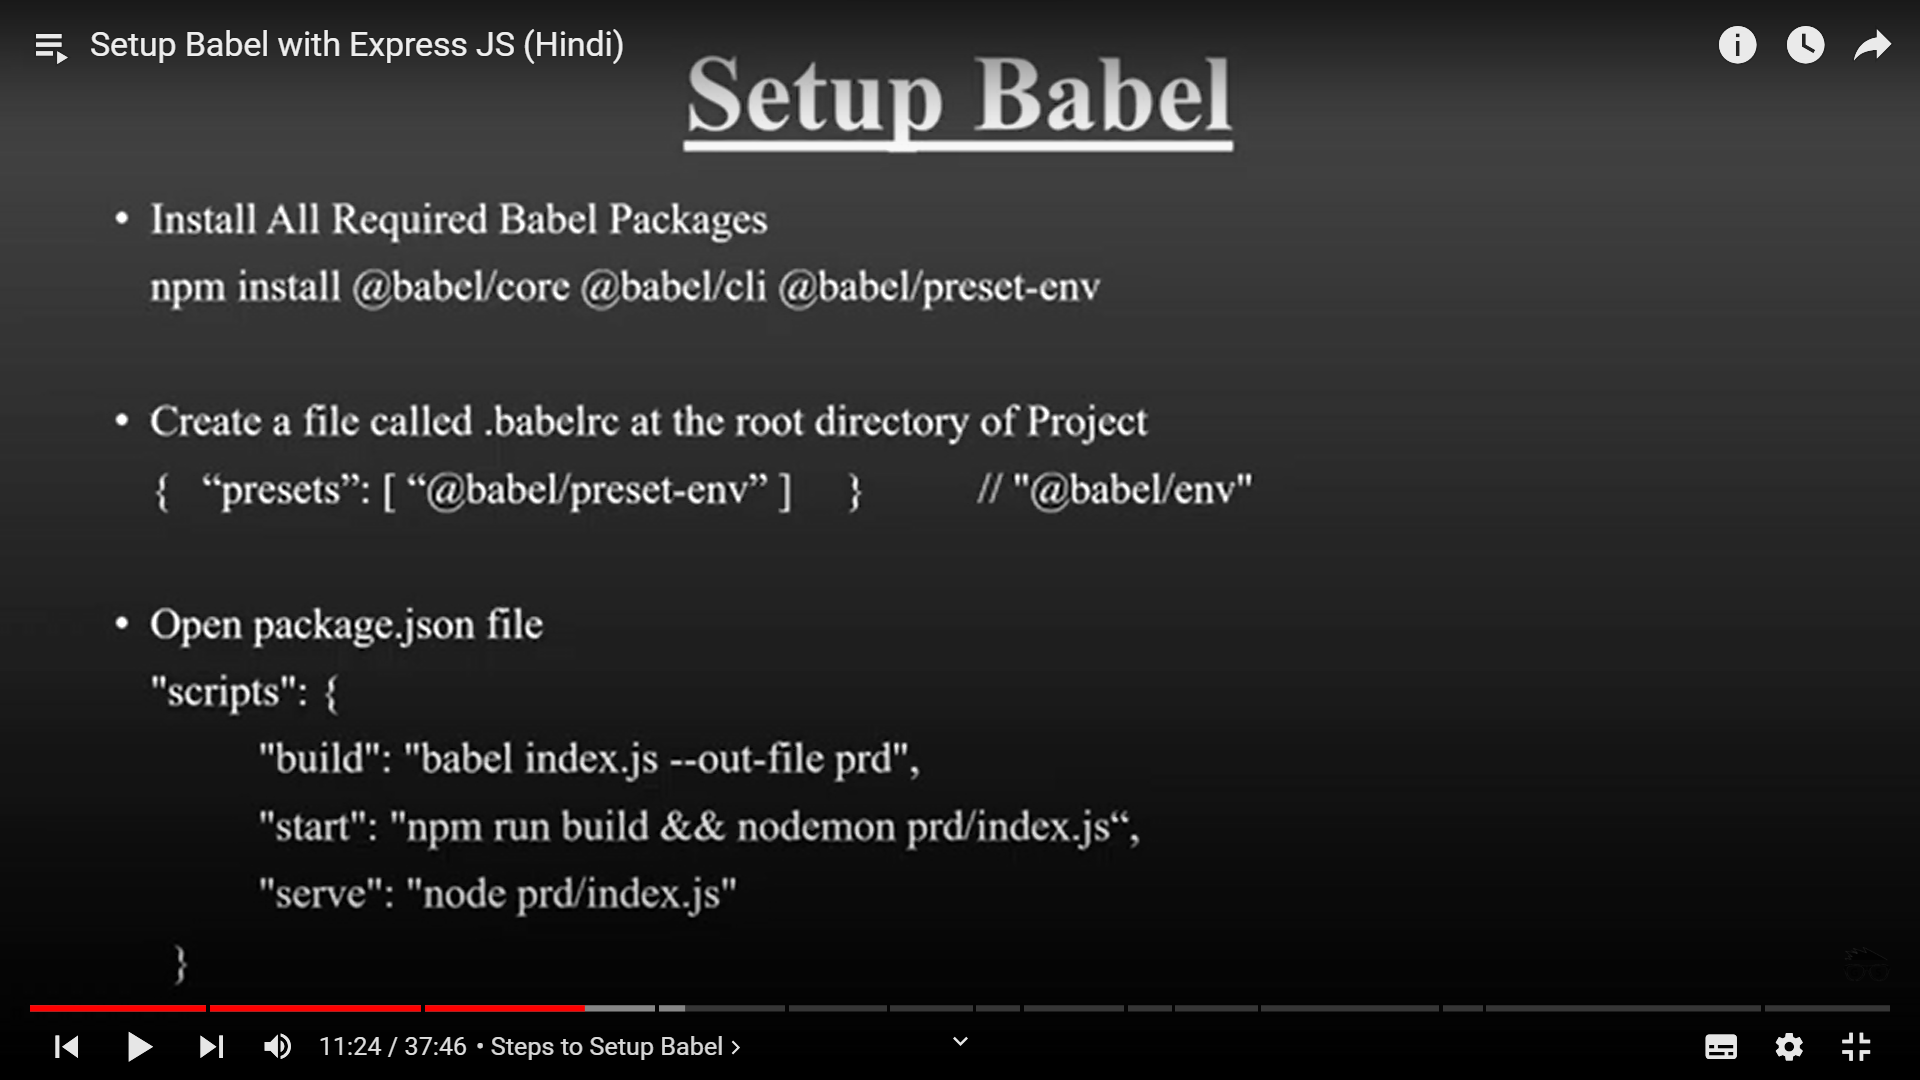 Setup Babel with Express JS (Hindi)
Setup Babel
• Install All Required Babel Packages
npm install @babel/core @babel/cli @babel/preset-env
• Create a file called .babelrc at the root directory of Project
{ “presets”: [ “@babel/preset-env” ] } // "@babel/env"
• Open package.json file
"scripts": {
"build": "babel index.js --out-file prd",
"start": "npm run build && nodemon prd/index.js“,
"serve": "node prd/index.js"
}
11:24 / 37:46 • Steps to Setup Babel ›